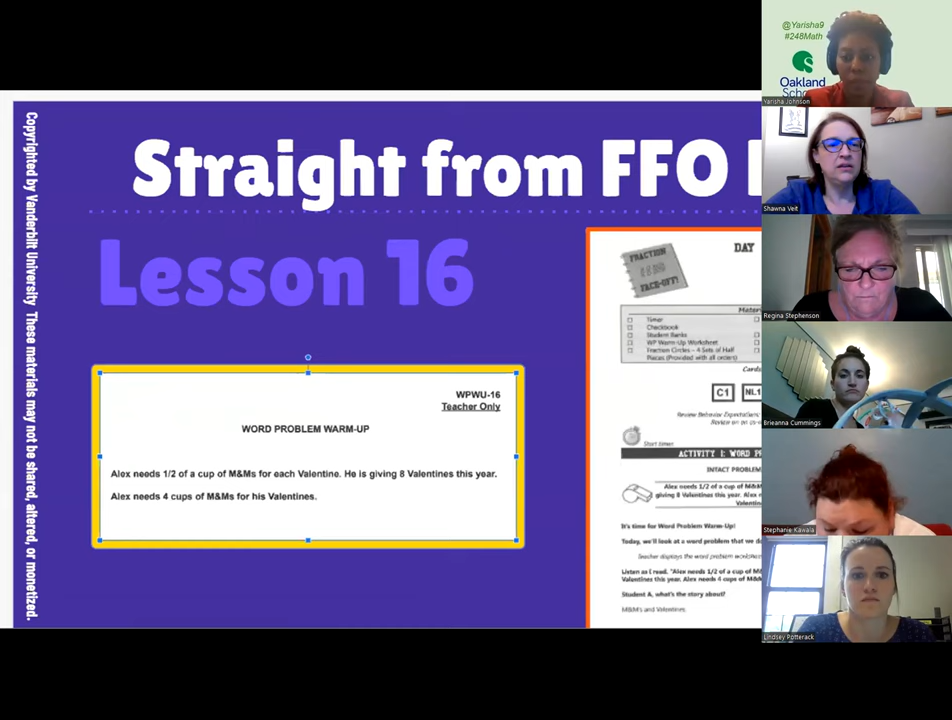 Copyrighted by Vanderbilt University These materials may not be shared, altered, or monetized.
Straight from FFO
Lesson 16
WPWU-16
Teacher Only
WORD PROBLEM WARM-UP
Alex needs 1/2 of a cup of M&Ms for each Valentine. He is giving 8 Valentines this year.
Alex needs 4 cups of M&Ms for his Valentines.
FRACTION
FACE-OFF!
DAY
Timer
Checkbook
Student Banks
WP Warm-Up Worksheet
Fraction Circles – 4 Sets of Half
Pieces (Provided with all orders)
C1
NL1
Review Behavior Expectations
Start timer.
ACTIVITY 1: WORD
INTACT PROBLEM
Alex needs 1/2 of a cup of
giving 8 Valentines this year. Alex
It's time for Word Problem Warm-Up!
Today, we'll look at a word problem that we
Teacher displays the word problem
Listen as I read. "Alex needs 1/2 of a cup of
Valentines this year. Alex needs 4 cups of
Student A, what's the story about?
M&M's and Valentines.
@Yarisha9
#248Math
Oakland
Yarisha Johnson
Shawna Veit
Regina Stephenson
Brieanna Cummings
Stephanie Kawala
Lindsey Potterack